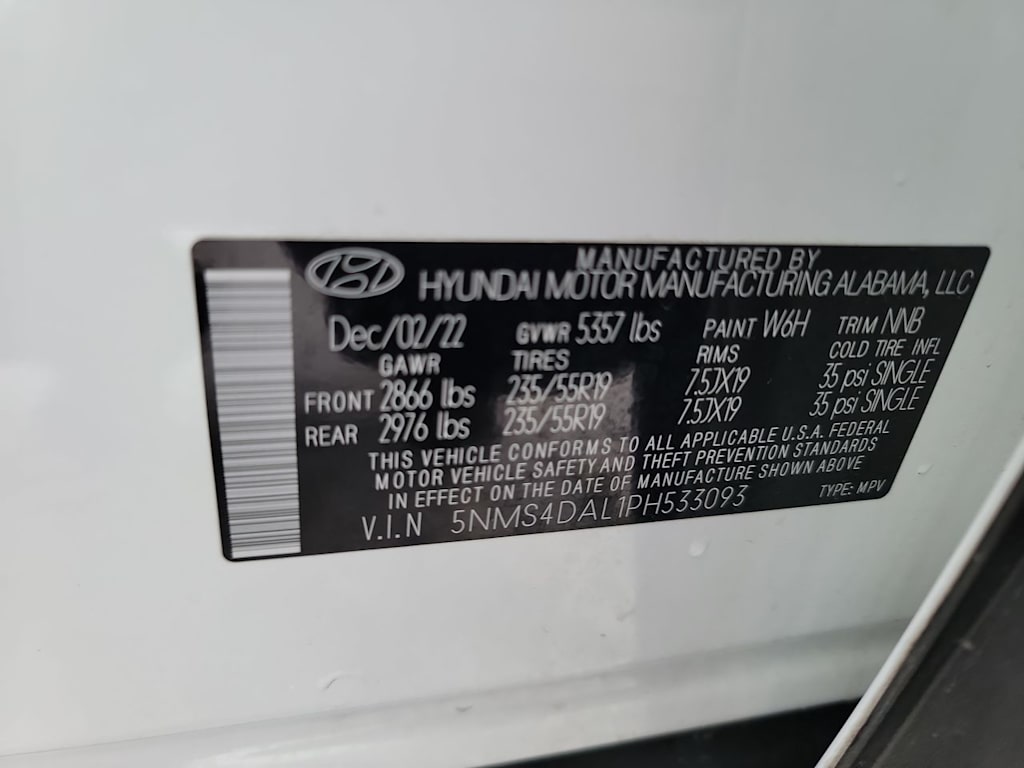 MANUFACTURED BY
HYUNDAI MOTOR MANUFACTURING ALABAMA, LLC
Dec/02/22 GVWR 5357 lbs PAINT W6H TRIM NNB
GAWR TIRES RIMS COLD TIRE INFL
FRONT 2866 lbs 235/55R19 7.5JX19 35 psi SINGLE
REAR 2976 lbs 235/55R19 7.5JX19 35 psi SINGLE
THIS VEHICLE CONFORMS TO ALL APPLICABLE U.S.A. FEDERAL
MOTOR VEHICLE SAFETY AND THEFT PREVENTION STANDARDS
IN EFFECT ON THE DATE OF MANUFACTURE SHOWN ABOVE
V.I.N 5NMS4DAL1PH533093 TYPE: MPV